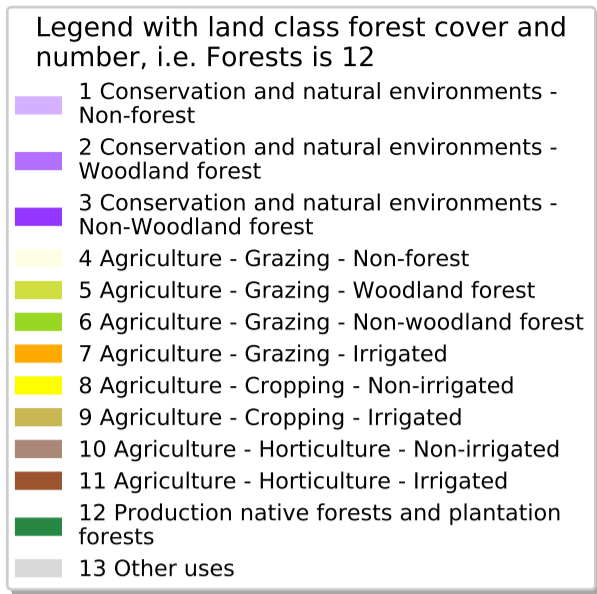 Legend with land class forest cover and
number, i.e. Forests is 12
1 Conservation and natural environments -
Non-forest
2 Conservation and natural environments -
Woodland forest
3 Conservation and natural environments -
Non-Woodland forest
4 Agriculture - Grazing - Non-forest
5 Agriculture - Grazing - Woodland forest
6 Agriculture - Grazing - Non-woodland forest
7 Agriculture - Grazing - Irrigated
8 Agriculture - Cropping - Non-irrigated
9 Agriculture - Cropping - Irrigated
10 Agriculture - Horticulture - Non-irrigated
11 Agriculture - Horticulture - Irrigated
12 Production native forests and plantation
forests
13 Other uses